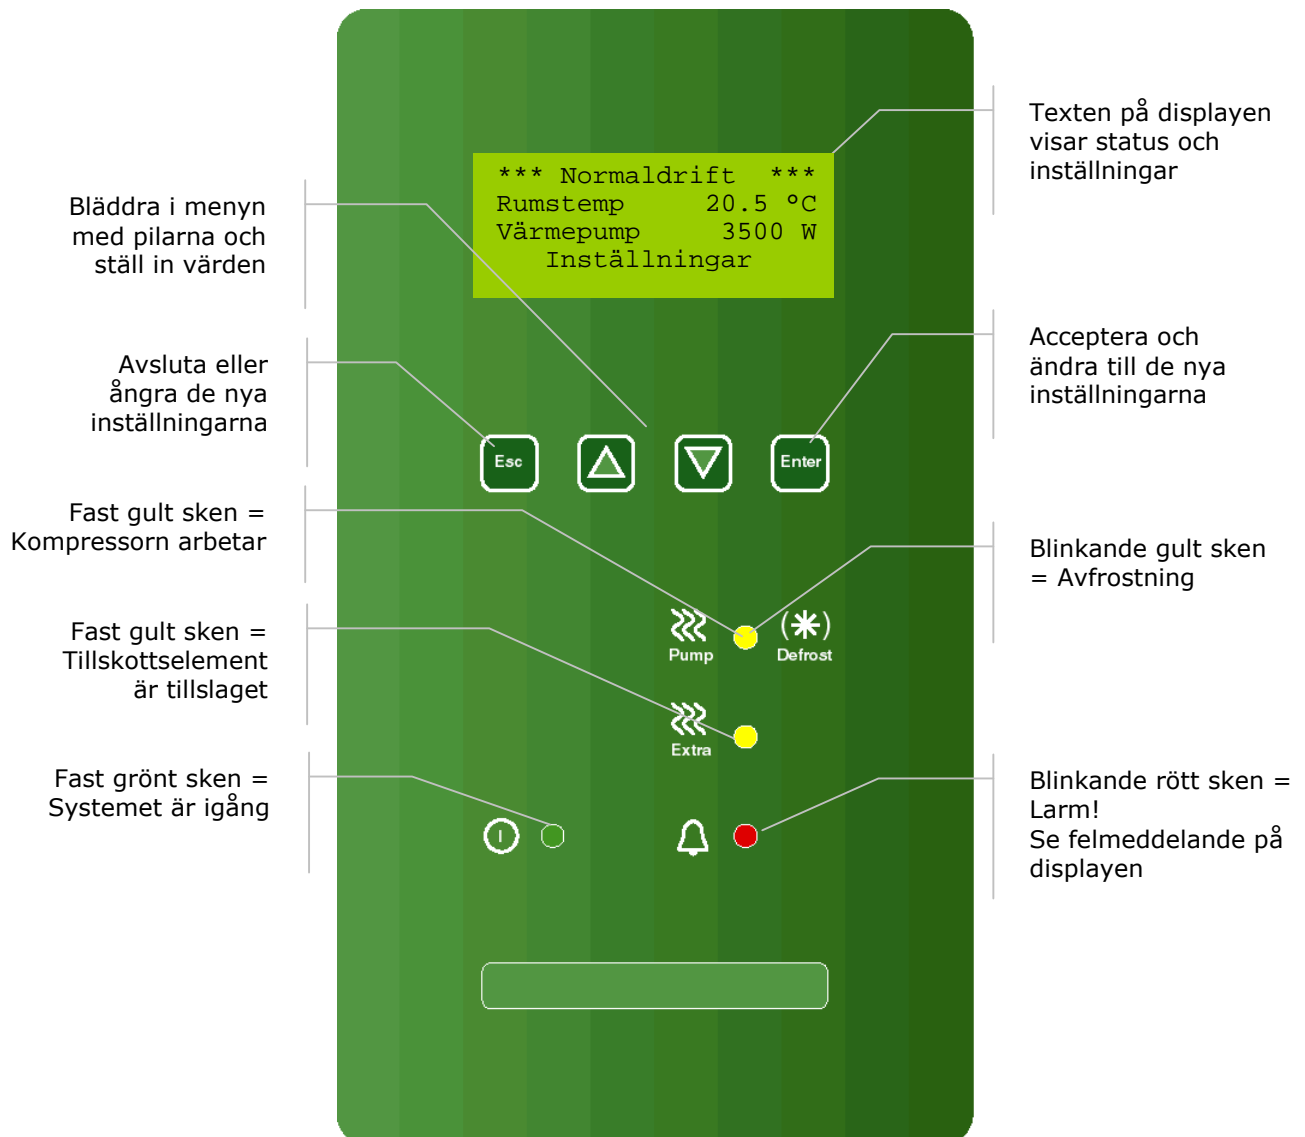 Texten på displayen
visar status och
inställningar
*** Normaldrift ***
Rumstemp 20.5 °C
Värmepump 3500 W
Inställningar
Bläddra i menyn
med pilarna och
ställ in värden
Avsluta eller
ångra de nya
inställningarna
Acceptera och
ändra till de nya
inställningarna
Esc
Enter
Fast gult sken =
Kompressorn arbetar
Blinkande gult sken
= Avfrostning
Pump
Defrost
Fast gult sken =
Tillskottselement
är tillslaget
Extra
Fast grönt sken =
Systemet är igång
Blinkande rött sken =
Larm!
Se felmeddelande på
displayen